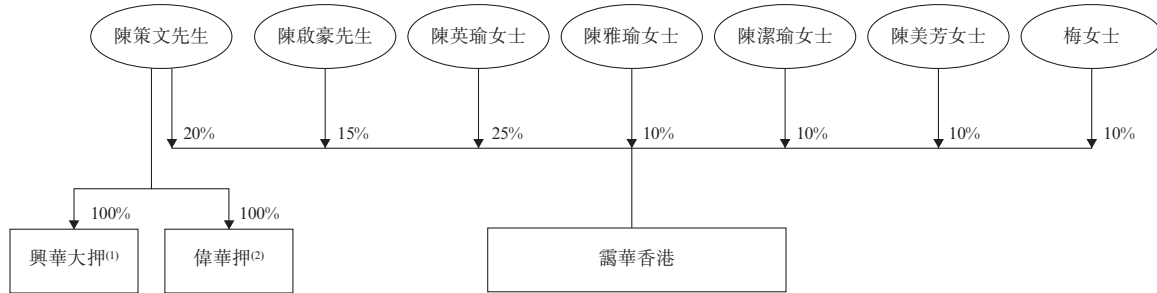 陳策文先生 陳啟豪先生 陳英瑜女士 陳雅瑜女士 陳潔瑜女士 陳美芳女士 梅女士
20% 15% 25% 10% 10% 10% 10%
100% 100%
興華大押(1) 偉華押(2) 靄華香港